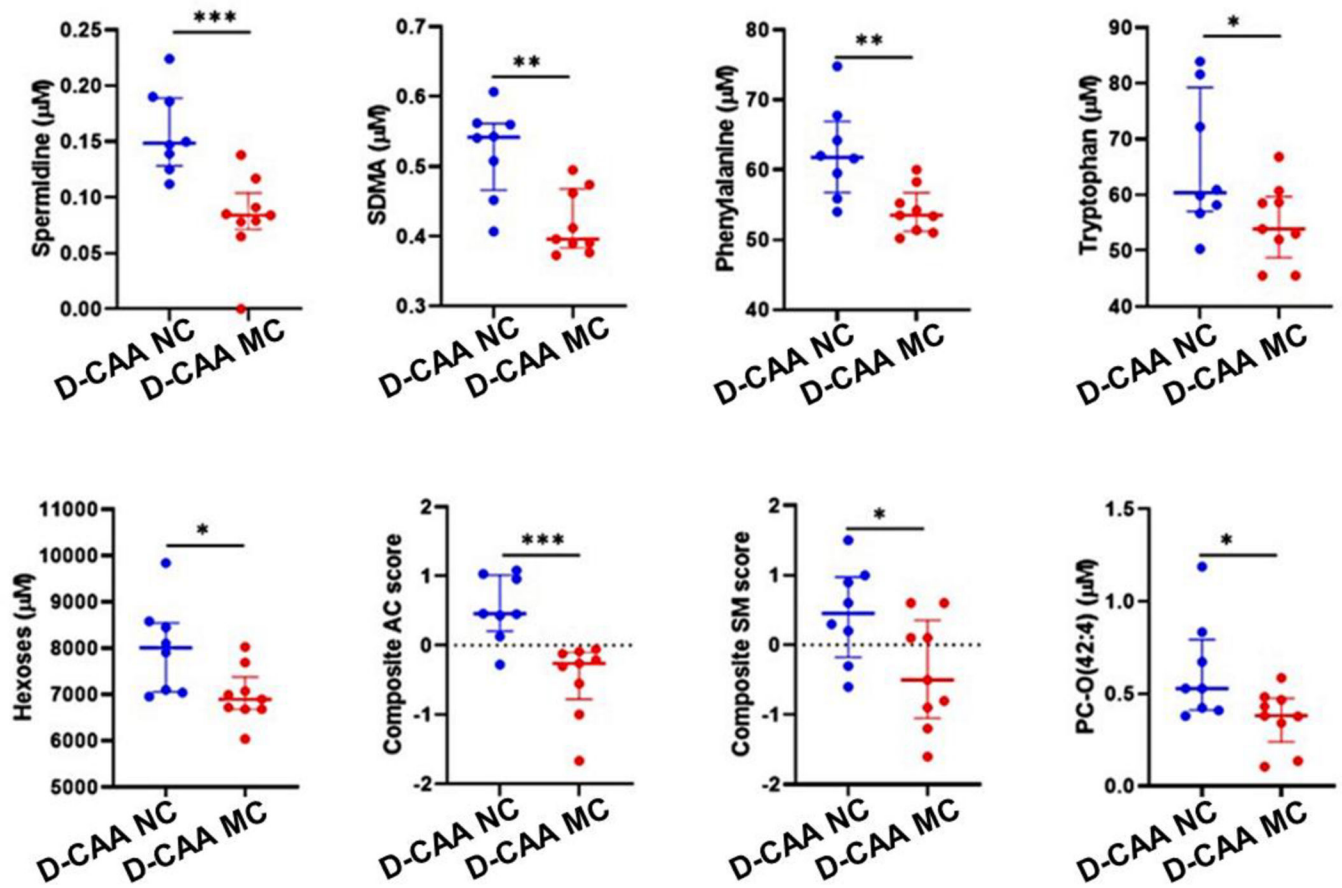 ***
Spermidine (μM)
0.25
0.20
0.15
0.10
0.05
0.00
D-CAA NC
D-CAA MC
**
SDMA (μM)
0.7
0.6
0.5
0.4
0.3
D-CAA NC
D-CAA MC
**
Phenylalanine (μM)
80
70
60
50
40
D-CAA NC
D-CAA MC
*
Tryptophan (μM)
90
80
70
60
50
40
D-CAA NC
D-CAA MC
*
Hexoses (μM)
11000
10000
9000
8000
7000
6000
5000
D-CAA NC
D-CAA MC
***
Composite AC score
2
1
0
-1
-2
D-CAA NC
D-CAA MC
*
Composite SM score
2
1
0
-1
-2
D-CAA NC
D-CAA MC
*
PC-O(42:4) (μM)
1.5
1.0
0.5
0.0
D-CAA NC
D-CAA MC